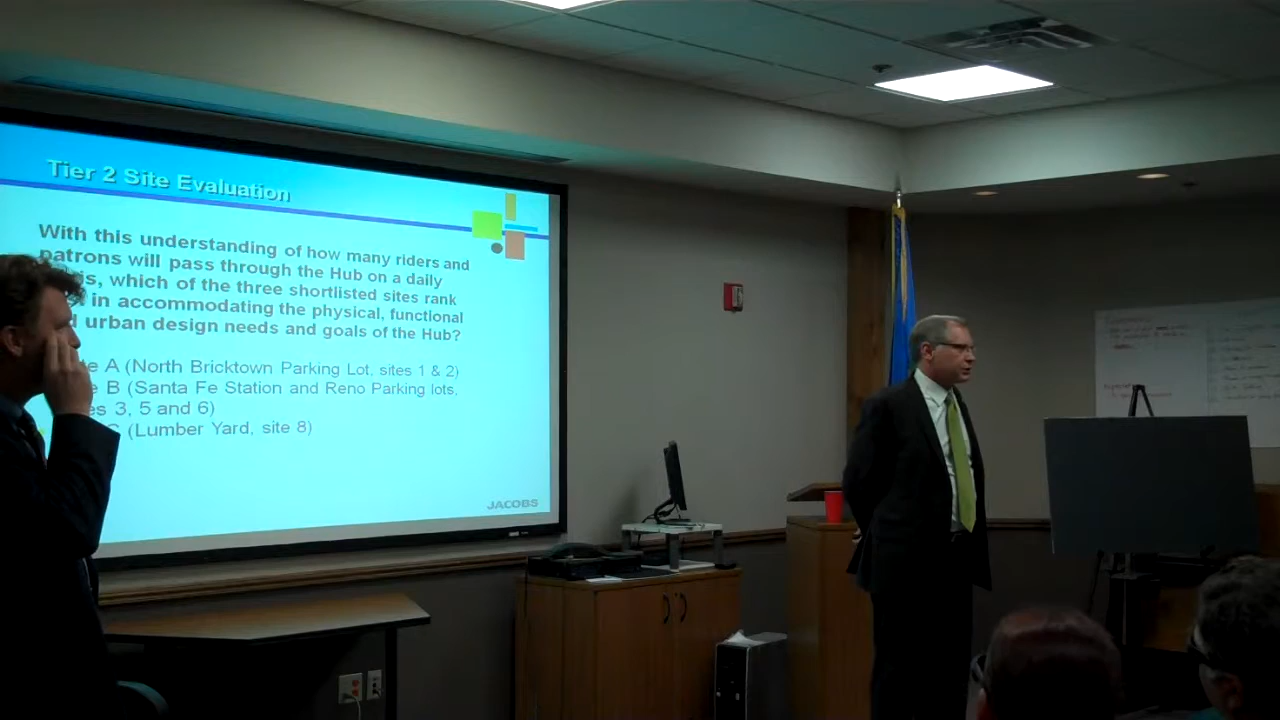 Tier 2 Site Evaluation
With this understanding of how many riders and
patrons will pass through the Hub on a daily
which of the three shortlisted sites rank
in accommodating the physical, functional
urban design needs and goals of the Hub?
A (North Bricktown Parking Lot, sites 1 & 2)
B (Santa Fe Station and Reno Parking lots,
3, 5 and 6)
(Lumber Yard, site 8)
JACOBS